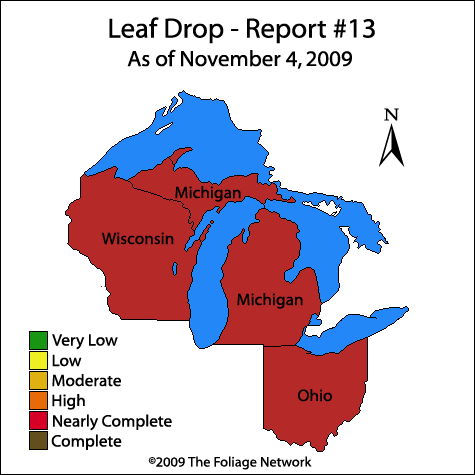 Leaf Drop - Report #13
As of November 4, 2009
N
Michigan
Wisconsin
Michigan
Ohio
Very Low
Low
Moderate
High
Nearly Complete
Complete
©2009 The Foliage Network